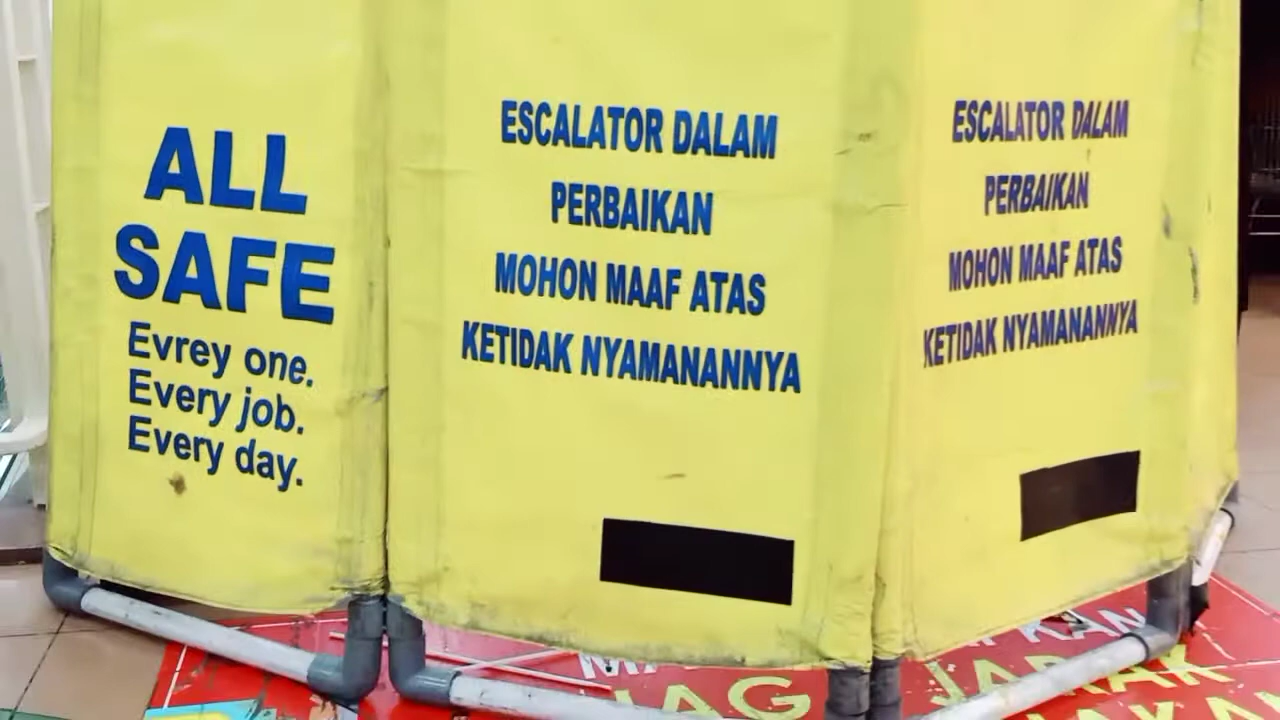 ALL
SAFE
Evrey one.
Every job.
Every day.
ESCALATOR DALAM
PERBAIKAN
MOHON MAAF ATAS
KETIDAK NYAMANANNYA
ESCALATOR DALAM
PERBAIKAN
MOHON MAAF ATAS
KETIDAK NYAMANANNYA
JARAK